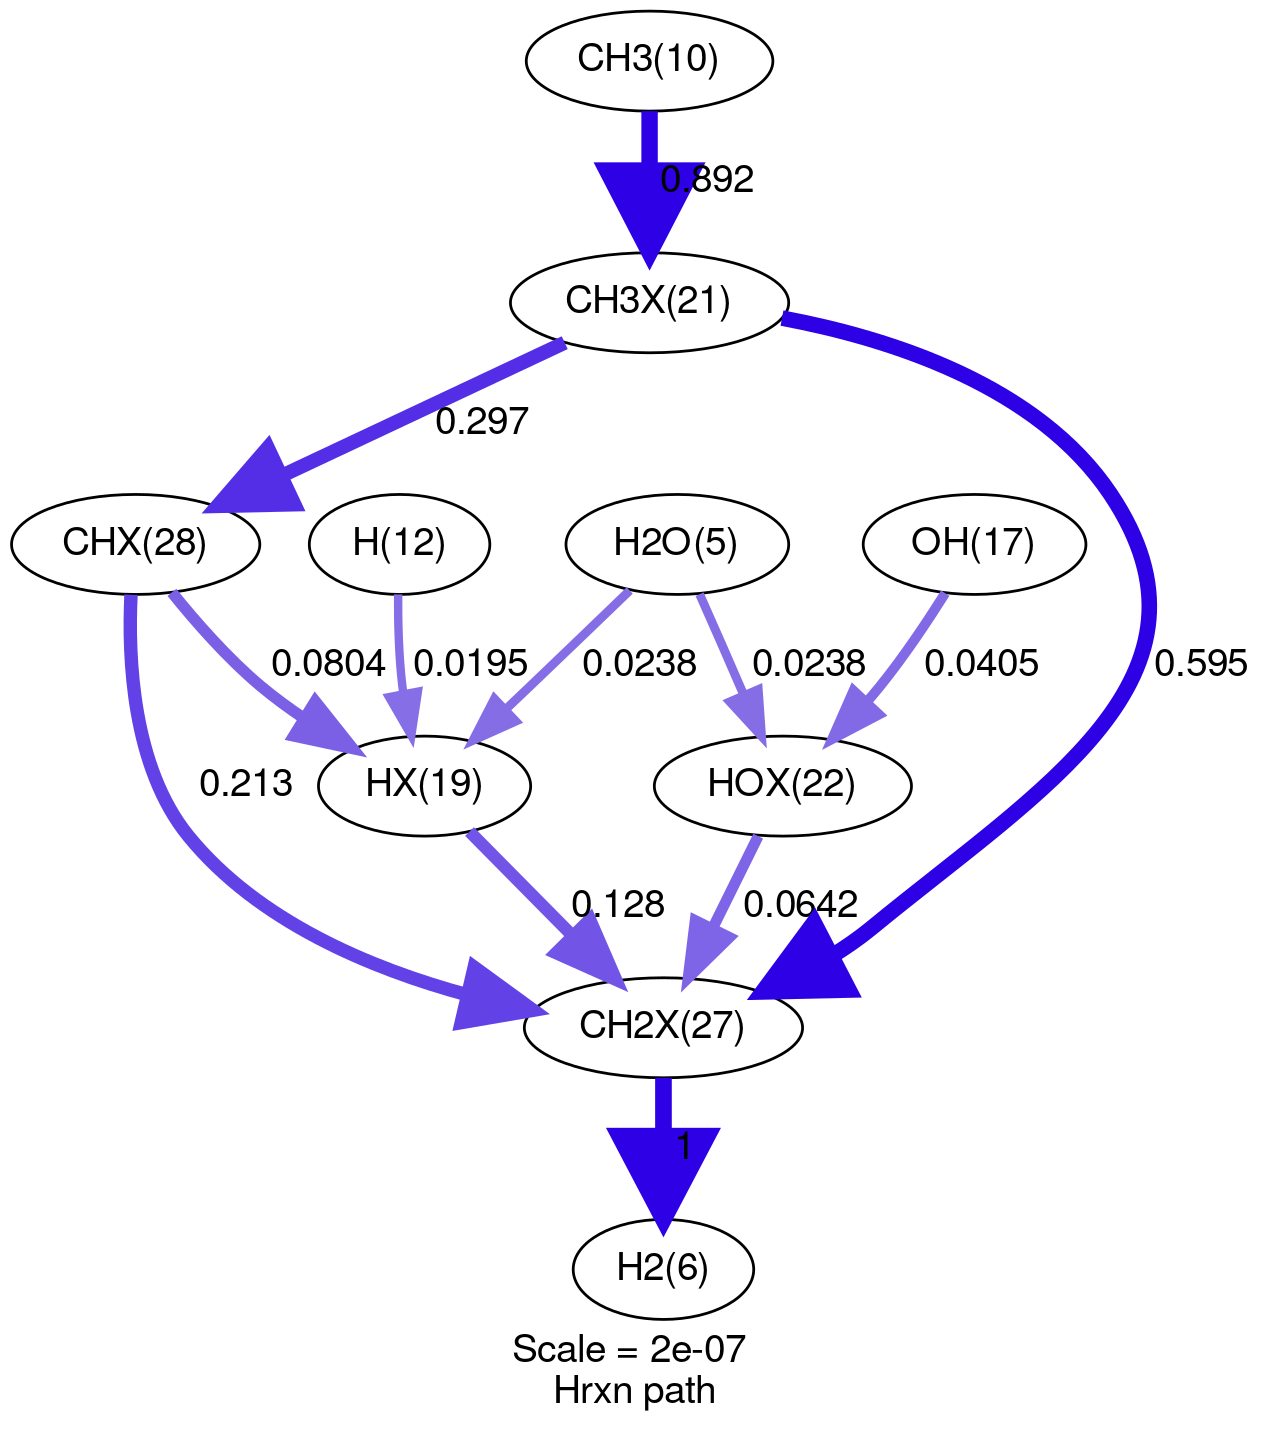 CH3(10)
0.892
CH3X(21)
0.297
CHX(28)
H(12)
H2O(5)
OH(17)
0.0804
0.0195
0.0238
0.0238
0.0405
0.595
0.213
HX(19)
HOX(22)
0.128
0.0642
CH2X(27)
1
H2(6)
Scale = 2e-07
Hrxn path